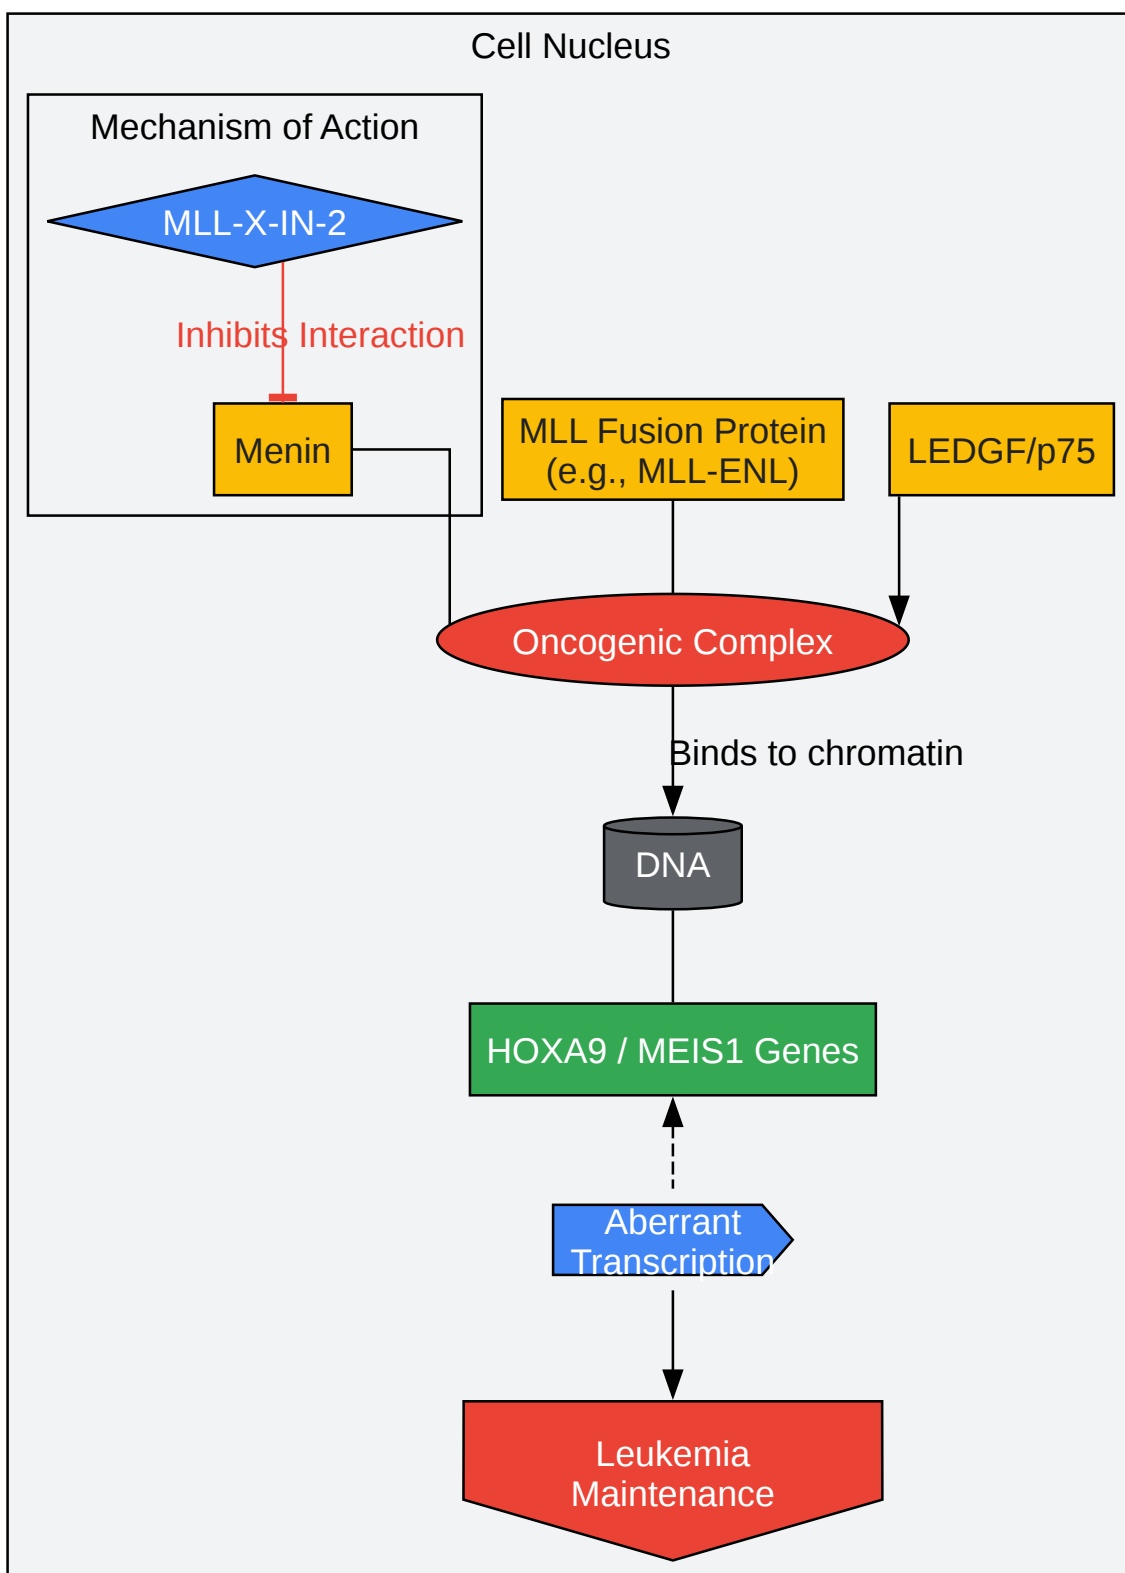 Cell Nucleus
Mechanism of Action
MLL-X-IN-2
Inhibits Interaction
Menin
MLL Fusion Protein
(e.g., MLL-ENL)
LEDGF/p75
Oncogenic Complex
Binds to chromatin
DNA
HOXA9 / MEIS1 Genes
Aberrant
Transcription
Leukemia
Maintenance